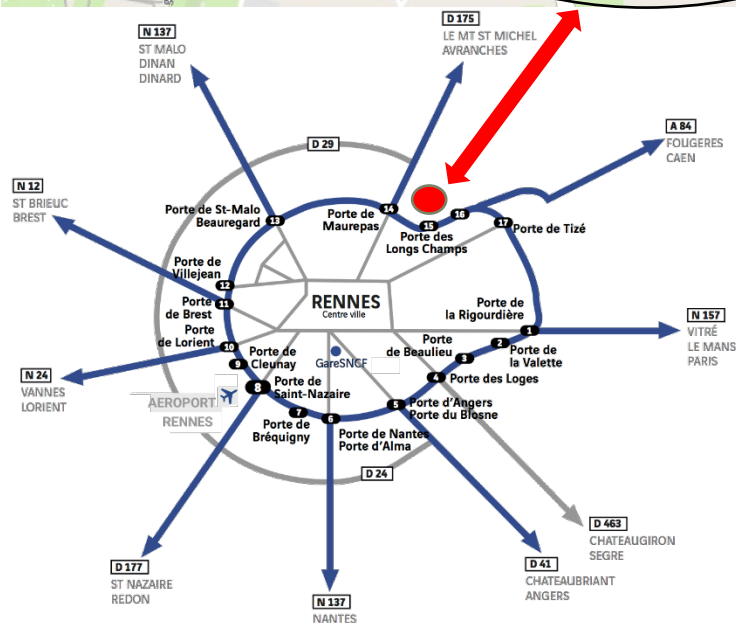 D 175
LE MT ST MICHEL
AVRANCHES
N 137
ST MALO
DINAN
DINARD
A 84
FOUGERES
CAEN
D 29
N 12
ST BRIEUC
BREST
Porte de St-Malo
Beauregard
13
Porte de
Maurepas
14
15
16
17
Porte des
Longs Champs
Porte de Tizé
Porte de
Villejean
12
Porte
de Brest
11
RENNES
Centre ville
Porte de
la Rigourdière
1
N 157
VITRÉ
LE MANS
PARIS
Porte
de Lorient
10
Porte
de Beaulieu
2
3
Porte de
la Valette
9
Porte de
Cleunay
GareSNCF
N 24
VANNES
LORIENT
8
Porte de
Saint-Nazaire
4
Porte des Loges
AEROPORT
RENNES
7
Porte de
Bréquigny
6
Porte de Nantes
Porte d'Alma
5
Porte d'Angers
Porte du Blosne
D 24
D 463
CHATEAUGIRON
SEGRE
D 177
ST NAZAIRE
REDON
D 41
CHATEAUBRIANT
ANGERS
N 137
NANTES